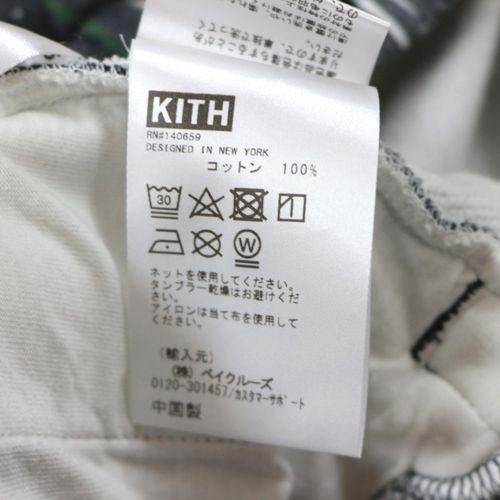 KITH
RN#140659
DESIGNED IN NEW YORK
コットン 100%
30
W
ネットを使用してください。
タンブラー乾燥はお避けくだ
さい。
アイロンは当て布を使用して
ください。
(輸入元)
(株)ベイクルーズ
0120-301457/カスタマーサポート
中国製